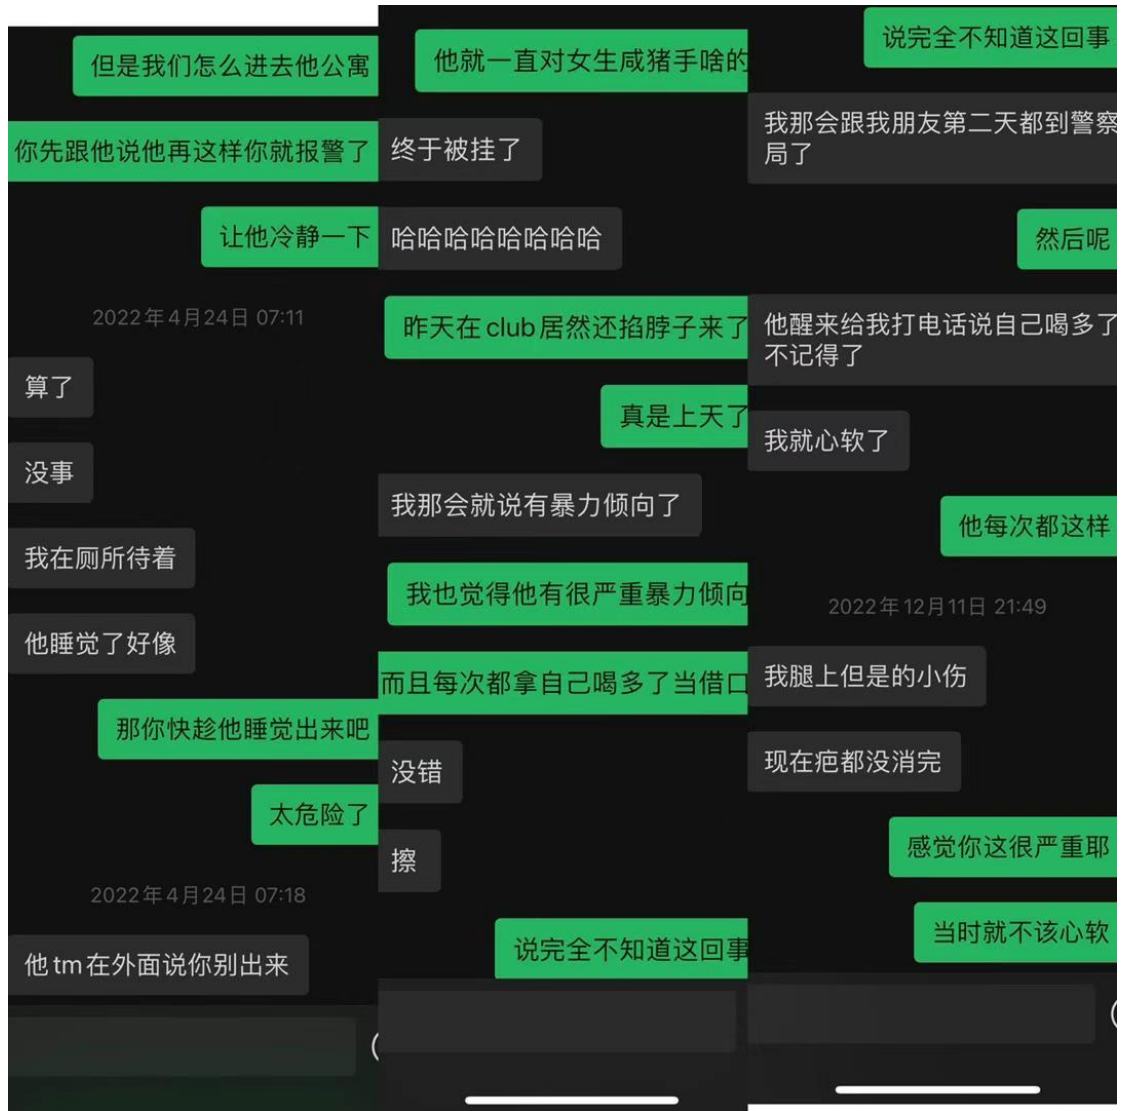 但是我们怎么进去他公寓
你先跟他说他再这样你就报警了
让他冷静一下
2022年4月24日 07:11
算了
没事
我在厕所待着
他睡觉了好像
那你快趁他睡觉出来吧
太危险了
2022年4月24日 07:18
他tm在外面说你别出来
他就一直对女生咸猪手啥的
终于被挂了
哈哈哈哈哈哈哈哈
昨天在club居然还掐脖子来了
真是上天了
我那会就说有暴力倾向了
我也觉得他有很严重暴力倾向
而且每次都拿自己喝多了当借口
没错
擦
说完全不知道这回事
说完全不知道这回事
我那会跟我朋友第二天都到警察
局了
然后呢
他醒来给我打电话说自己喝多了
不记得了
我就心软了
他每次都这样
2022年12月11日 21:49
我腿上但是的小伤
现在疤都没消完
感觉你这很严重耶
当时就不该心软